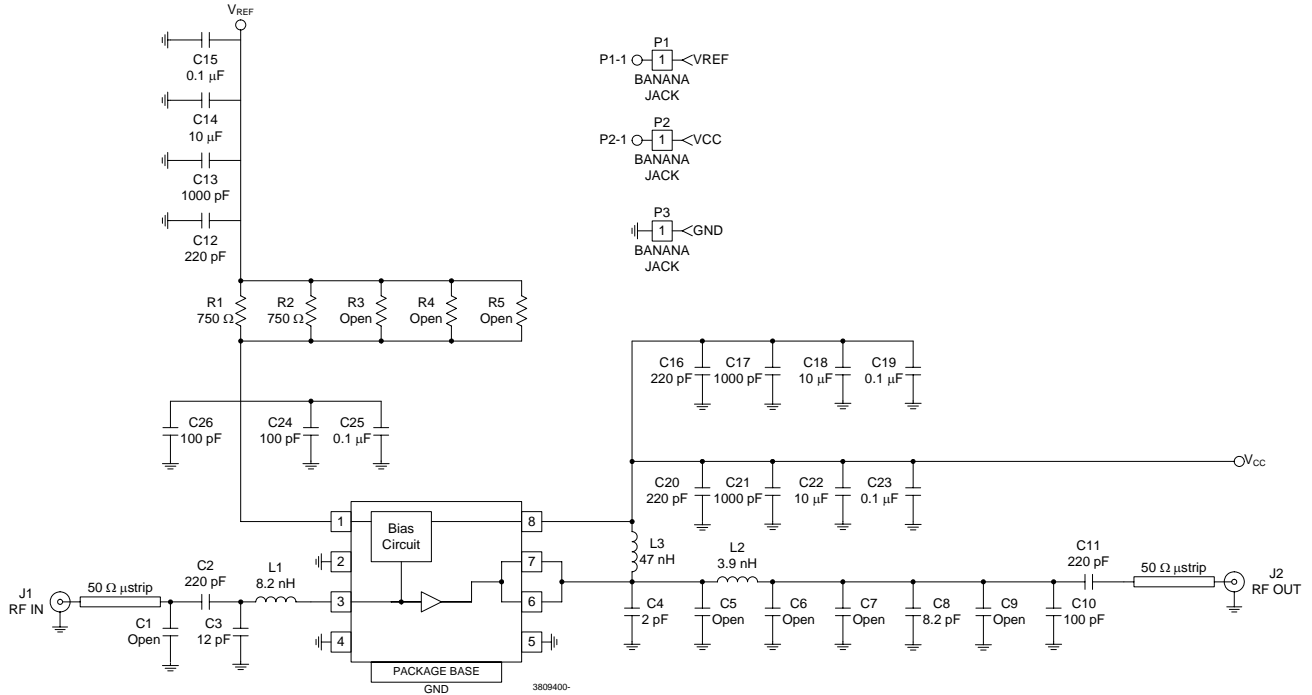 VREF
C15
0.1 µF
C14
10 µF
C13
1000 pF
C12
220 pF
P1
P1-1 1 VREF
BANANA
JACK
P2
P2-1 1 VCC
BANANA
JACK
P3
1 GND
BANANA
JACK
R1
750 Ω
R2
750 Ω
R3
Open
R4
Open
R5
Open
C16
220 pF
C17
1000 pF
C18
10 µF
C19
0.1 µF
C26
100 pF
C24
100 pF
C25
0.1 µF
VCC
C20
220 pF
C21
1000 pF
C22
10 µF
C23
0.1 µF
1
Bias
Circuit
8
2
7
3
6
4
5
PACKAGE BASE
GND
3809400-
J1
RF IN
50 Ω µstrip
C1
Open
C2
220 pF
C3
12 pF
L1
8.2 nH
L3
47 nH
L2
3.9 nH
C4
2 pF
C5
Open
C6
Open
C7
Open
C8
8.2 pF
C9
Open
C10
100 pF
C11
220 pF
50 Ω µstrip
J2
RF OUT